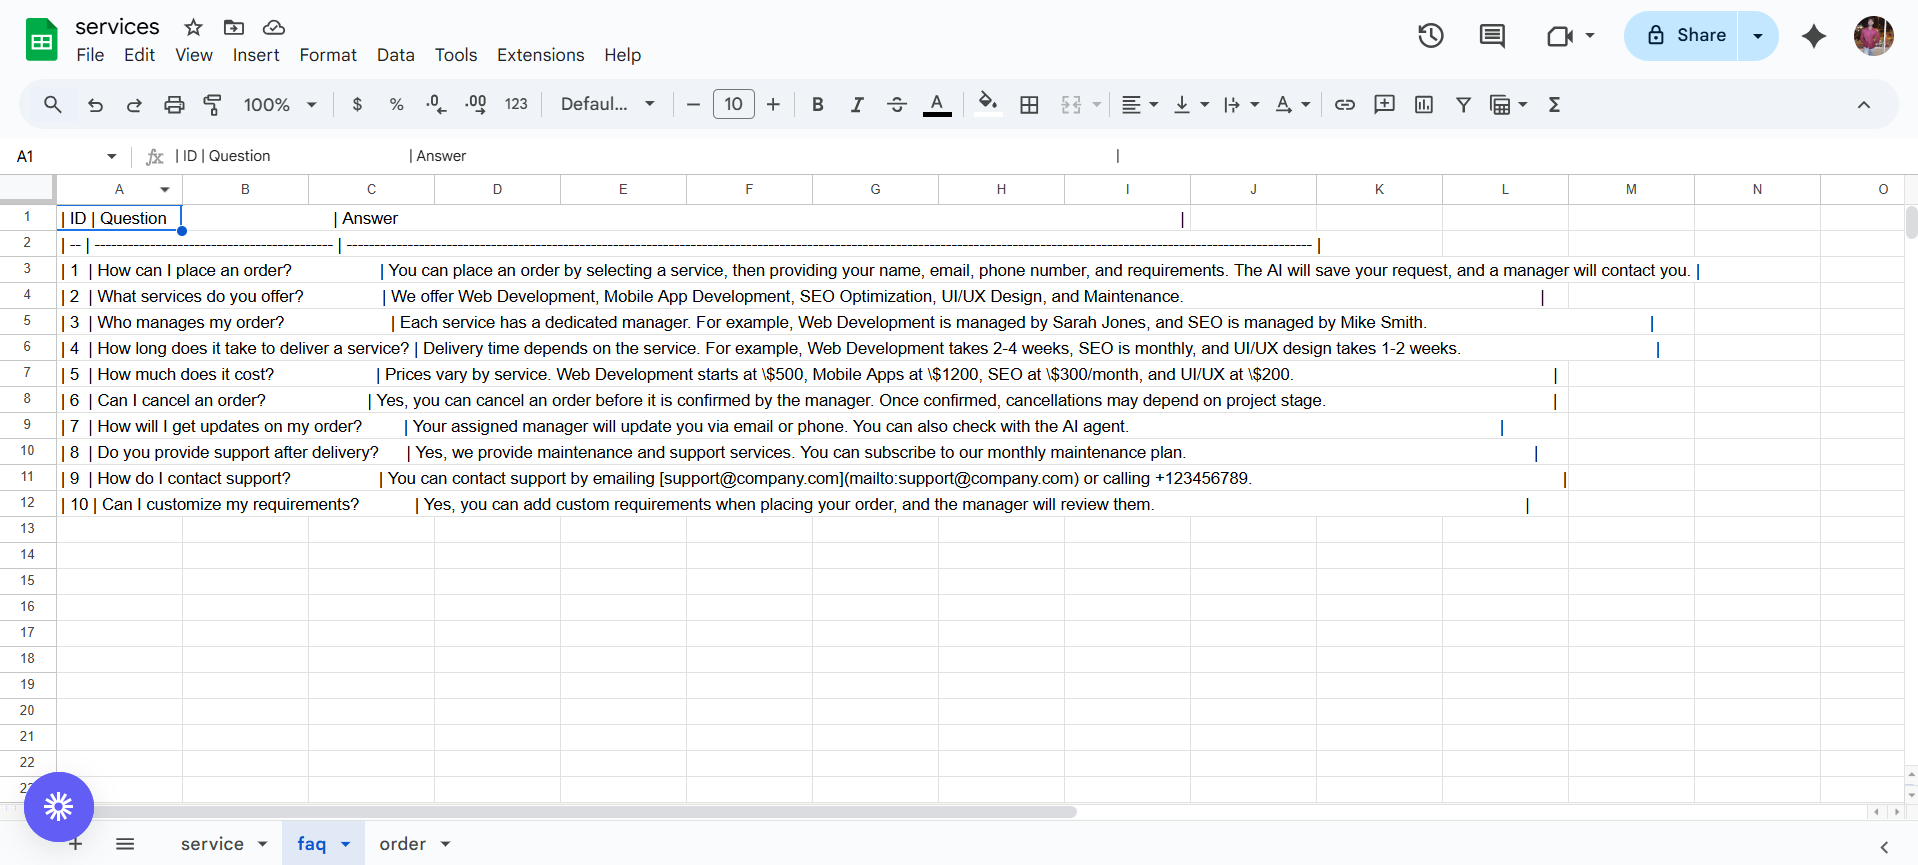 services
File Edit View Insert Format Data Tools Extensions Help
Share
100% $ % .0 .00 123 Defaul... − 10 + B I S A Σ
A1 fx | ID | Question | Answer |
A B C D E F G H I J K L M N O
1 | ID | Question | Answer |
2 | -- | ------------------------------------------- | ------------------------------------------------------------------------------------------------------------------------------------------------------------------------------- |
3 | 1 | How can I place an order? | You can place an order by selecting a service, then providing your name, email, phone number, and requirements. The AI will save your request, and a manager will contact you. |
4 | 2 | What services do you offer? | We offer Web Development, Mobile App Development, SEO Optimization, UI/UX Design, and Maintenance. |
5 | 3 | Who manages my order? | Each service has a dedicated manager. For example, Web Development is managed by Sarah Jones, and SEO is managed by Mike Smith. |
6 | 4 | How long does it take to deliver a service? | Delivery time depends on the service. For example, Web Development takes 2-4 weeks, SEO is monthly, and UI/UX design takes 1-2 weeks. |
7 | 5 | How much does it cost? | Prices vary by service. Web Development starts at \$500, Mobile Apps at \$1200, SEO at \$300/month, and UI/UX at \$200. |
8 | 6 | Can I cancel an order? | Yes, you can cancel an order before it is confirmed by the manager. Once confirmed, cancellations may depend on project stage. |
9 | 7 | How will I get updates on my order? | Your assigned manager will update you via email or phone. You can also check with the AI agent. |
10 | 8 | Do you provide support after delivery? | Yes, we provide maintenance and support services. You can subscribe to our monthly maintenance plan. |
11 | 9 | How do I contact support? | You can contact support by emailing [support@company.com](mailto:support@company.com) or calling +123456789. |
12 | 10 | Can I customize my requirements? | Yes, you can add custom requirements when placing your order, and the manager will review them. |
13
14
15
16
17
18
19
20
21
22
service faq order